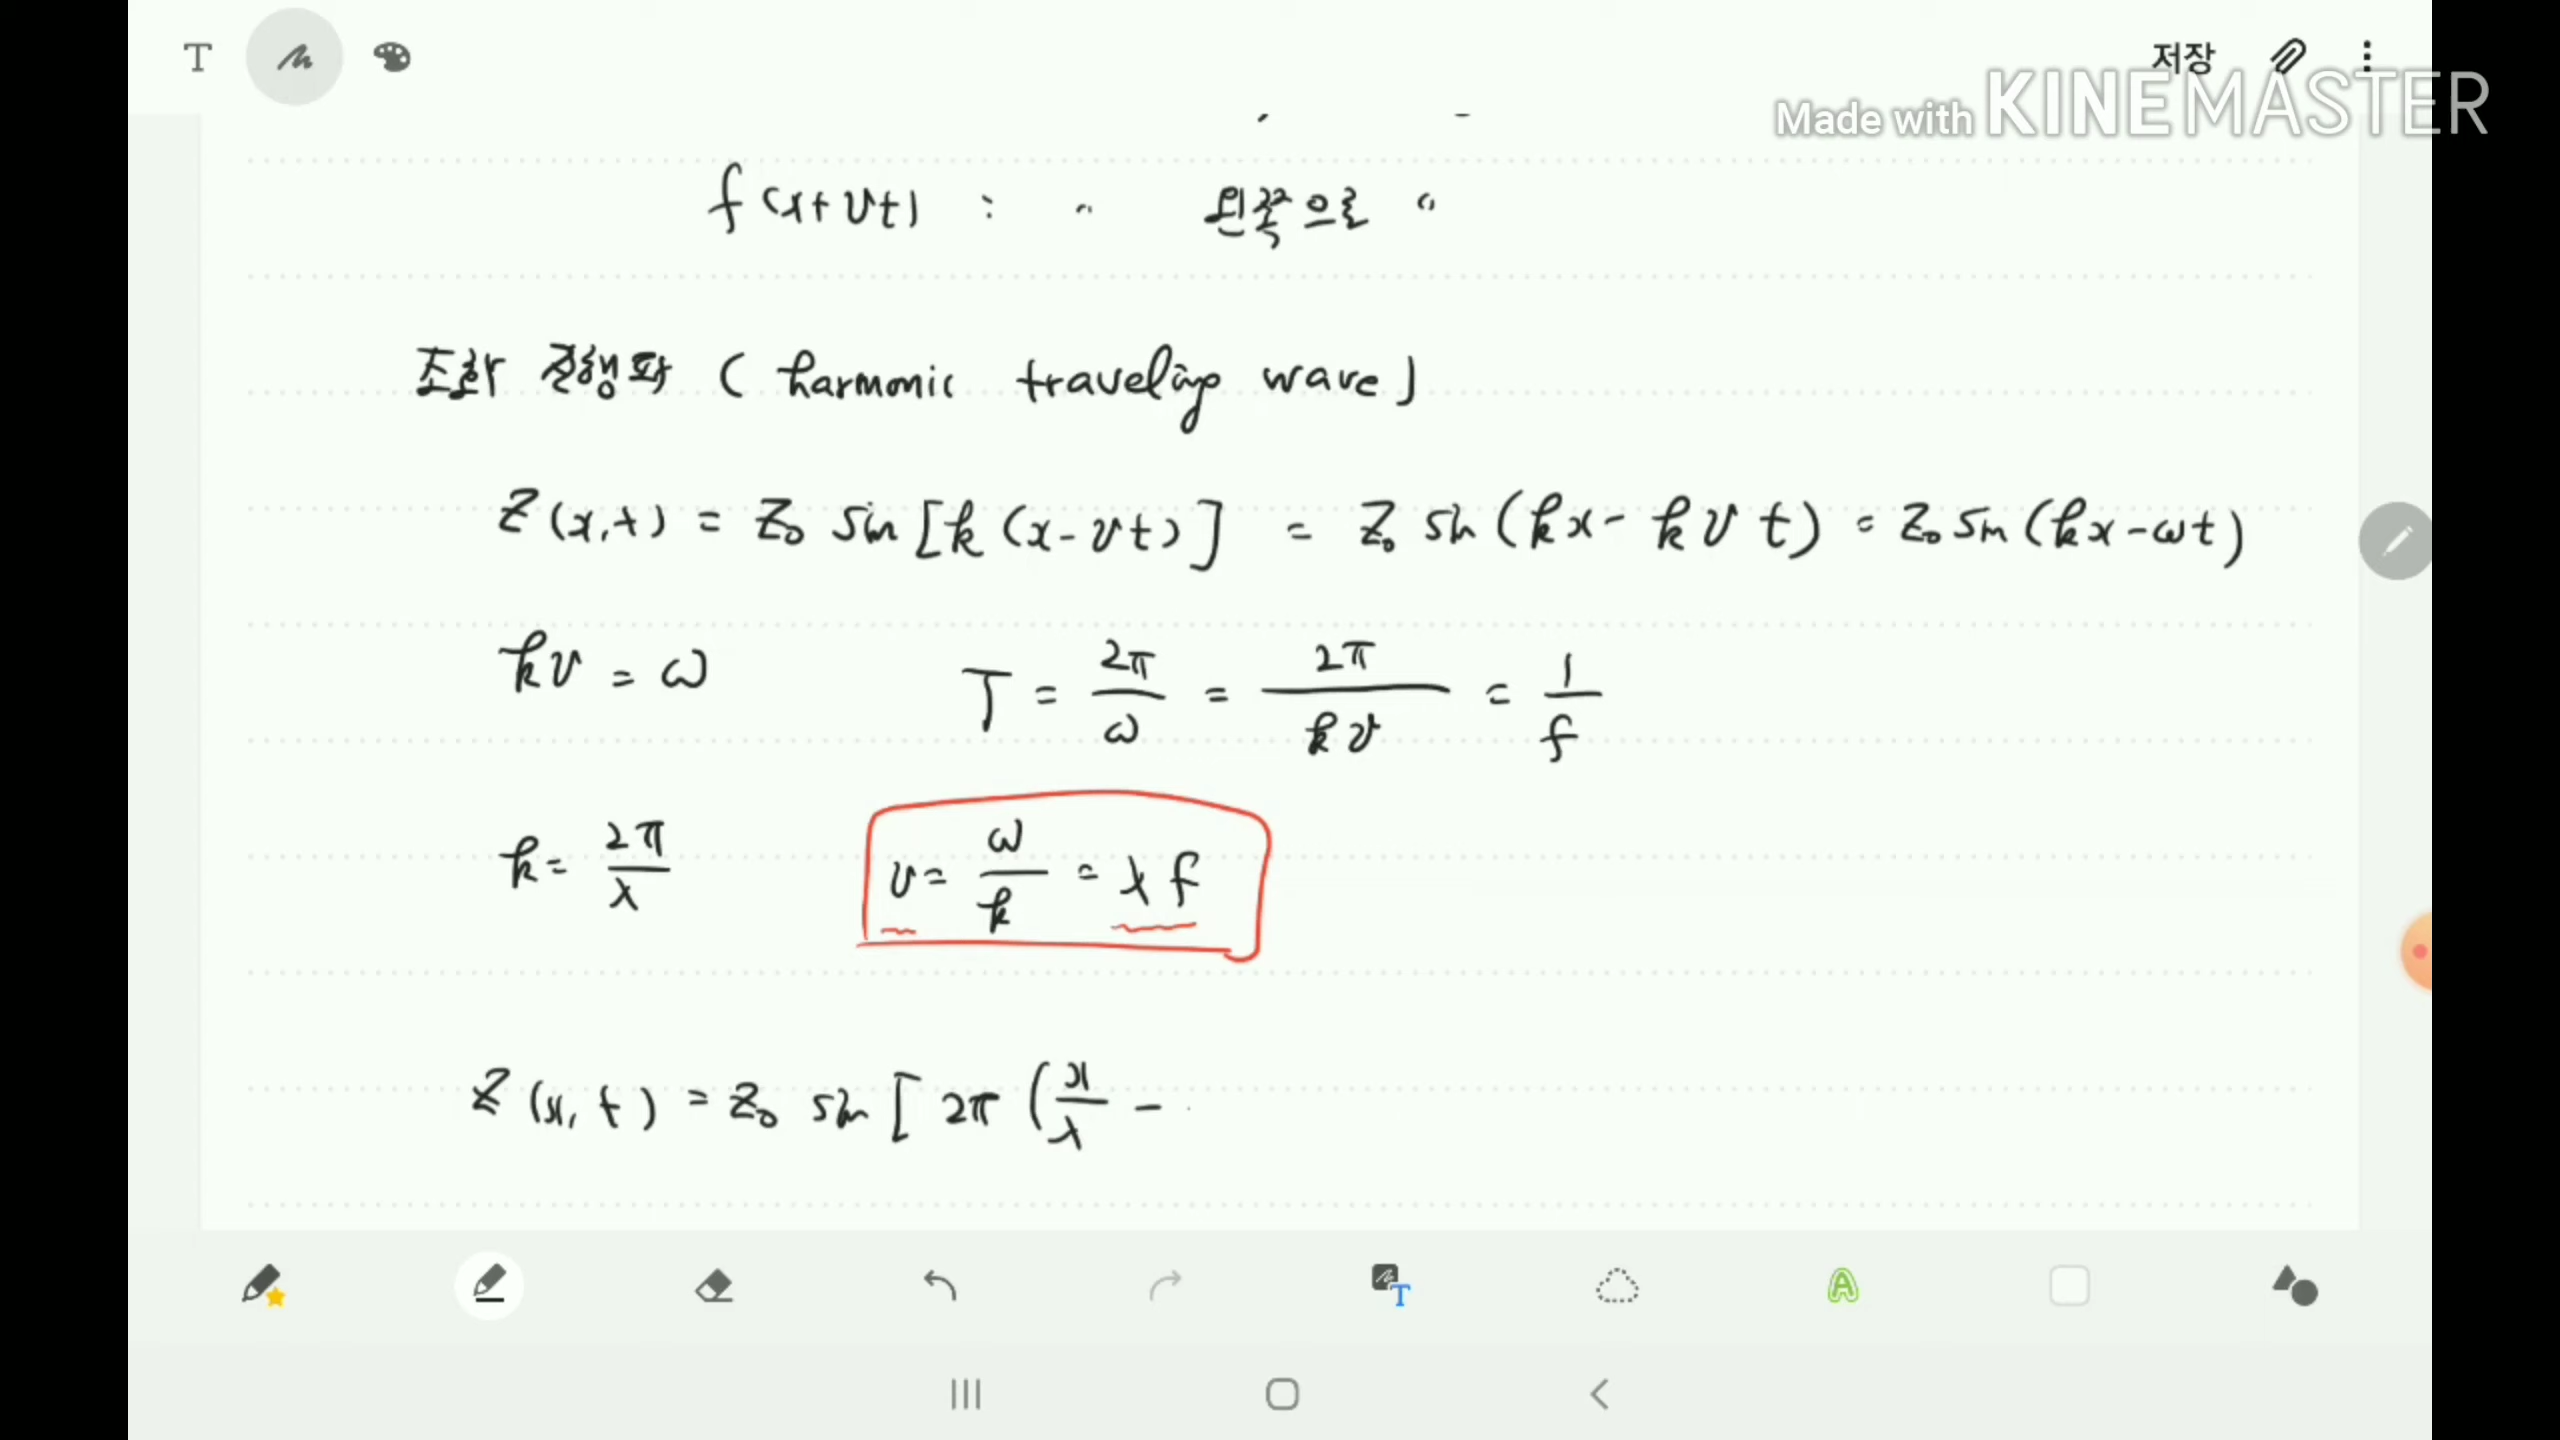 T
저장
Made with KINEMASTER
f(x+vt) : 〃 왼쪽으로 〃
조화 진행파 (harmonic traveling wave)
Z(x,t) = Z₀ sin[k(x-vt)] = Z₀ sin(kx - kvt) = Z₀ sin(kx-ωt)
kv = ω T = 2π/ω = 2π/kv = 1/f
k = 2π/λ v = ω/k = λf
Z(x,t) = Z₀ sin[2π(x/λ -
T
A